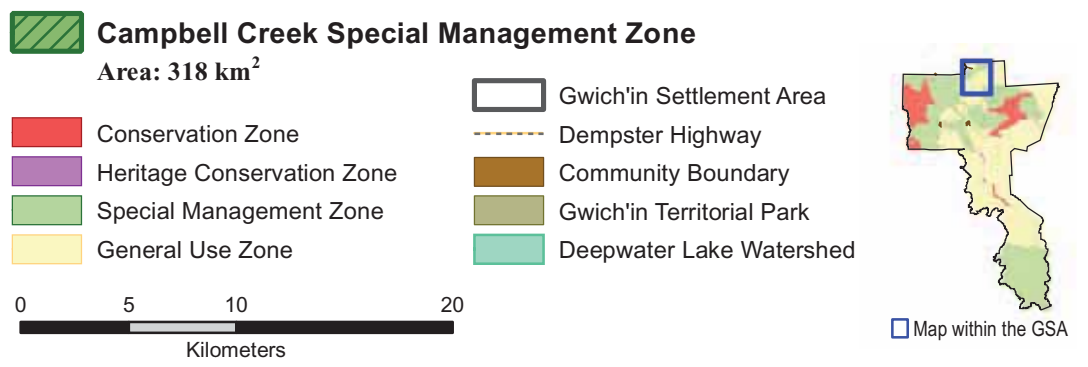 Campbell Creek Special Management Zone
Area: 318 km²
Conservation Zone
Heritage Conservation Zone
Special Management Zone
General Use Zone
Gwich'in Settlement Area
Dempster Highway
Community Boundary
Gwich'in Territorial Park
Deepwater Lake Watershed
0 5 10 20
Kilometers
Map within the GSA